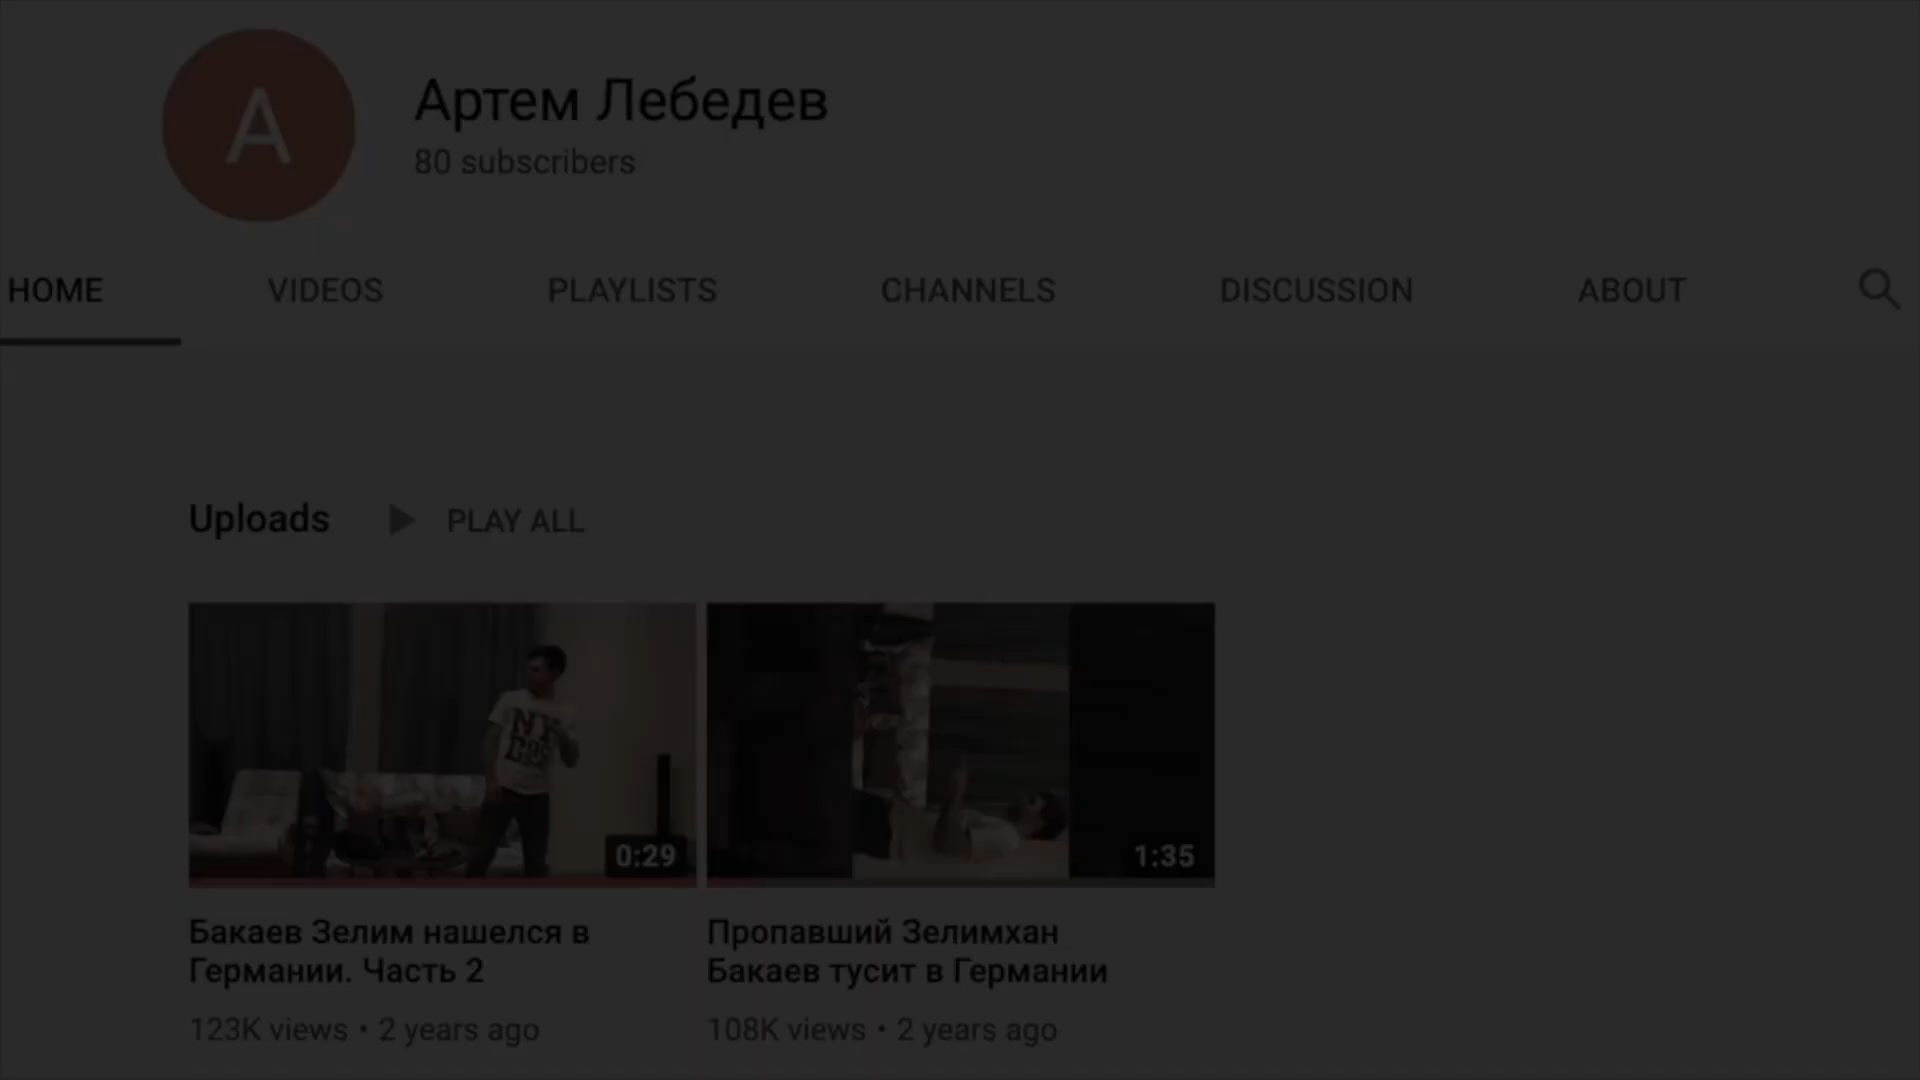 A
Артем Лебедев
80 subscribers
HOME VIDEOS PLAYLISTS CHANNELS DISCUSSION ABOUT
Uploads PLAY ALL
NY
0:29
1:35
Бакаев Зелим нашелся в
Германии. Часть 2
123K views • 2 years ago
Пропавший Зелимхан
Бакаев тусит в Германии
108K views • 2 years ago